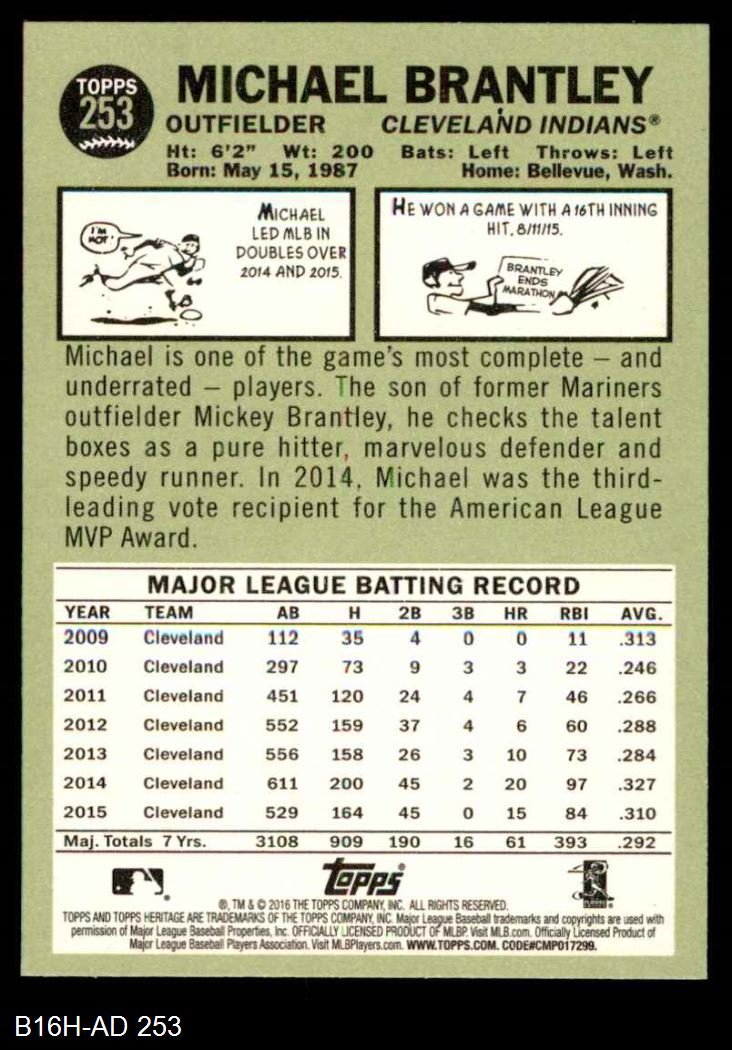 TOPPS
253
MICHAEL BRANTLEY
OUTFIELDER CLEVELAND INDIANS®
Ht: 6'2" Wt: 200 Bats: Left Throws: Left
Born: May 15, 1987 Home: Bellevue, Wash.
I'M
HOT!
MICHAEL
LED MLB IN
DOUBLES OVER
2014 AND 2015.
HE WON A GAME WITH A 16TH INNING
HIT, 8/11/15.
BRANTLEY
ENDS
MARATHON
Michael is one of the game's most complete – and
underrated – players. The son of former Mariners
outfielder Mickey Brantley, he checks the talent
boxes as a pure hitter, marvelous defender and
speedy runner. In 2014, Michael was the third-
leading vote recipient for the American League
MVP Award.
MAJOR LEAGUE BATTING RECORD
YEAR TEAM AB H 2B 3B HR RBI AVG.
2009 Cleveland 112 35 4 0 0 11 .313
2010 Cleveland 297 73 9 3 3 22 .246
2011 Cleveland 451 120 24 4 7 46 .266
2012 Cleveland 552 159 37 4 6 60 .288
2013 Cleveland 556 158 26 3 10 73 .284
2014 Cleveland 611 200 45 2 20 97 .327
2015 Cleveland 529 164 45 0 15 84 .310
Maj. Totals 7 Yrs. 3108 909 190 16 61 393 .292
Topps®
®, TM & © 2016 THE TOPPS COMPANY, INC. ALL RIGHTS RESERVED.
TOPPS AND TOPPS HERITAGE ARE TRADEMARKS OF THE TOPPS COMPANY, INC. Major League Baseball trademarks and copyrights are used with
permission of Major League Baseball Properties, Inc. OFFICIALLY LICENSED PRODUCT OF MLBP. Visit MLB.com. Officially Licensed Product of
Major League Baseball Players Association. Visit MLBPlayers.com. WWW.TOPPS.COM. CODE#CMP017299.
B16H-AD 253